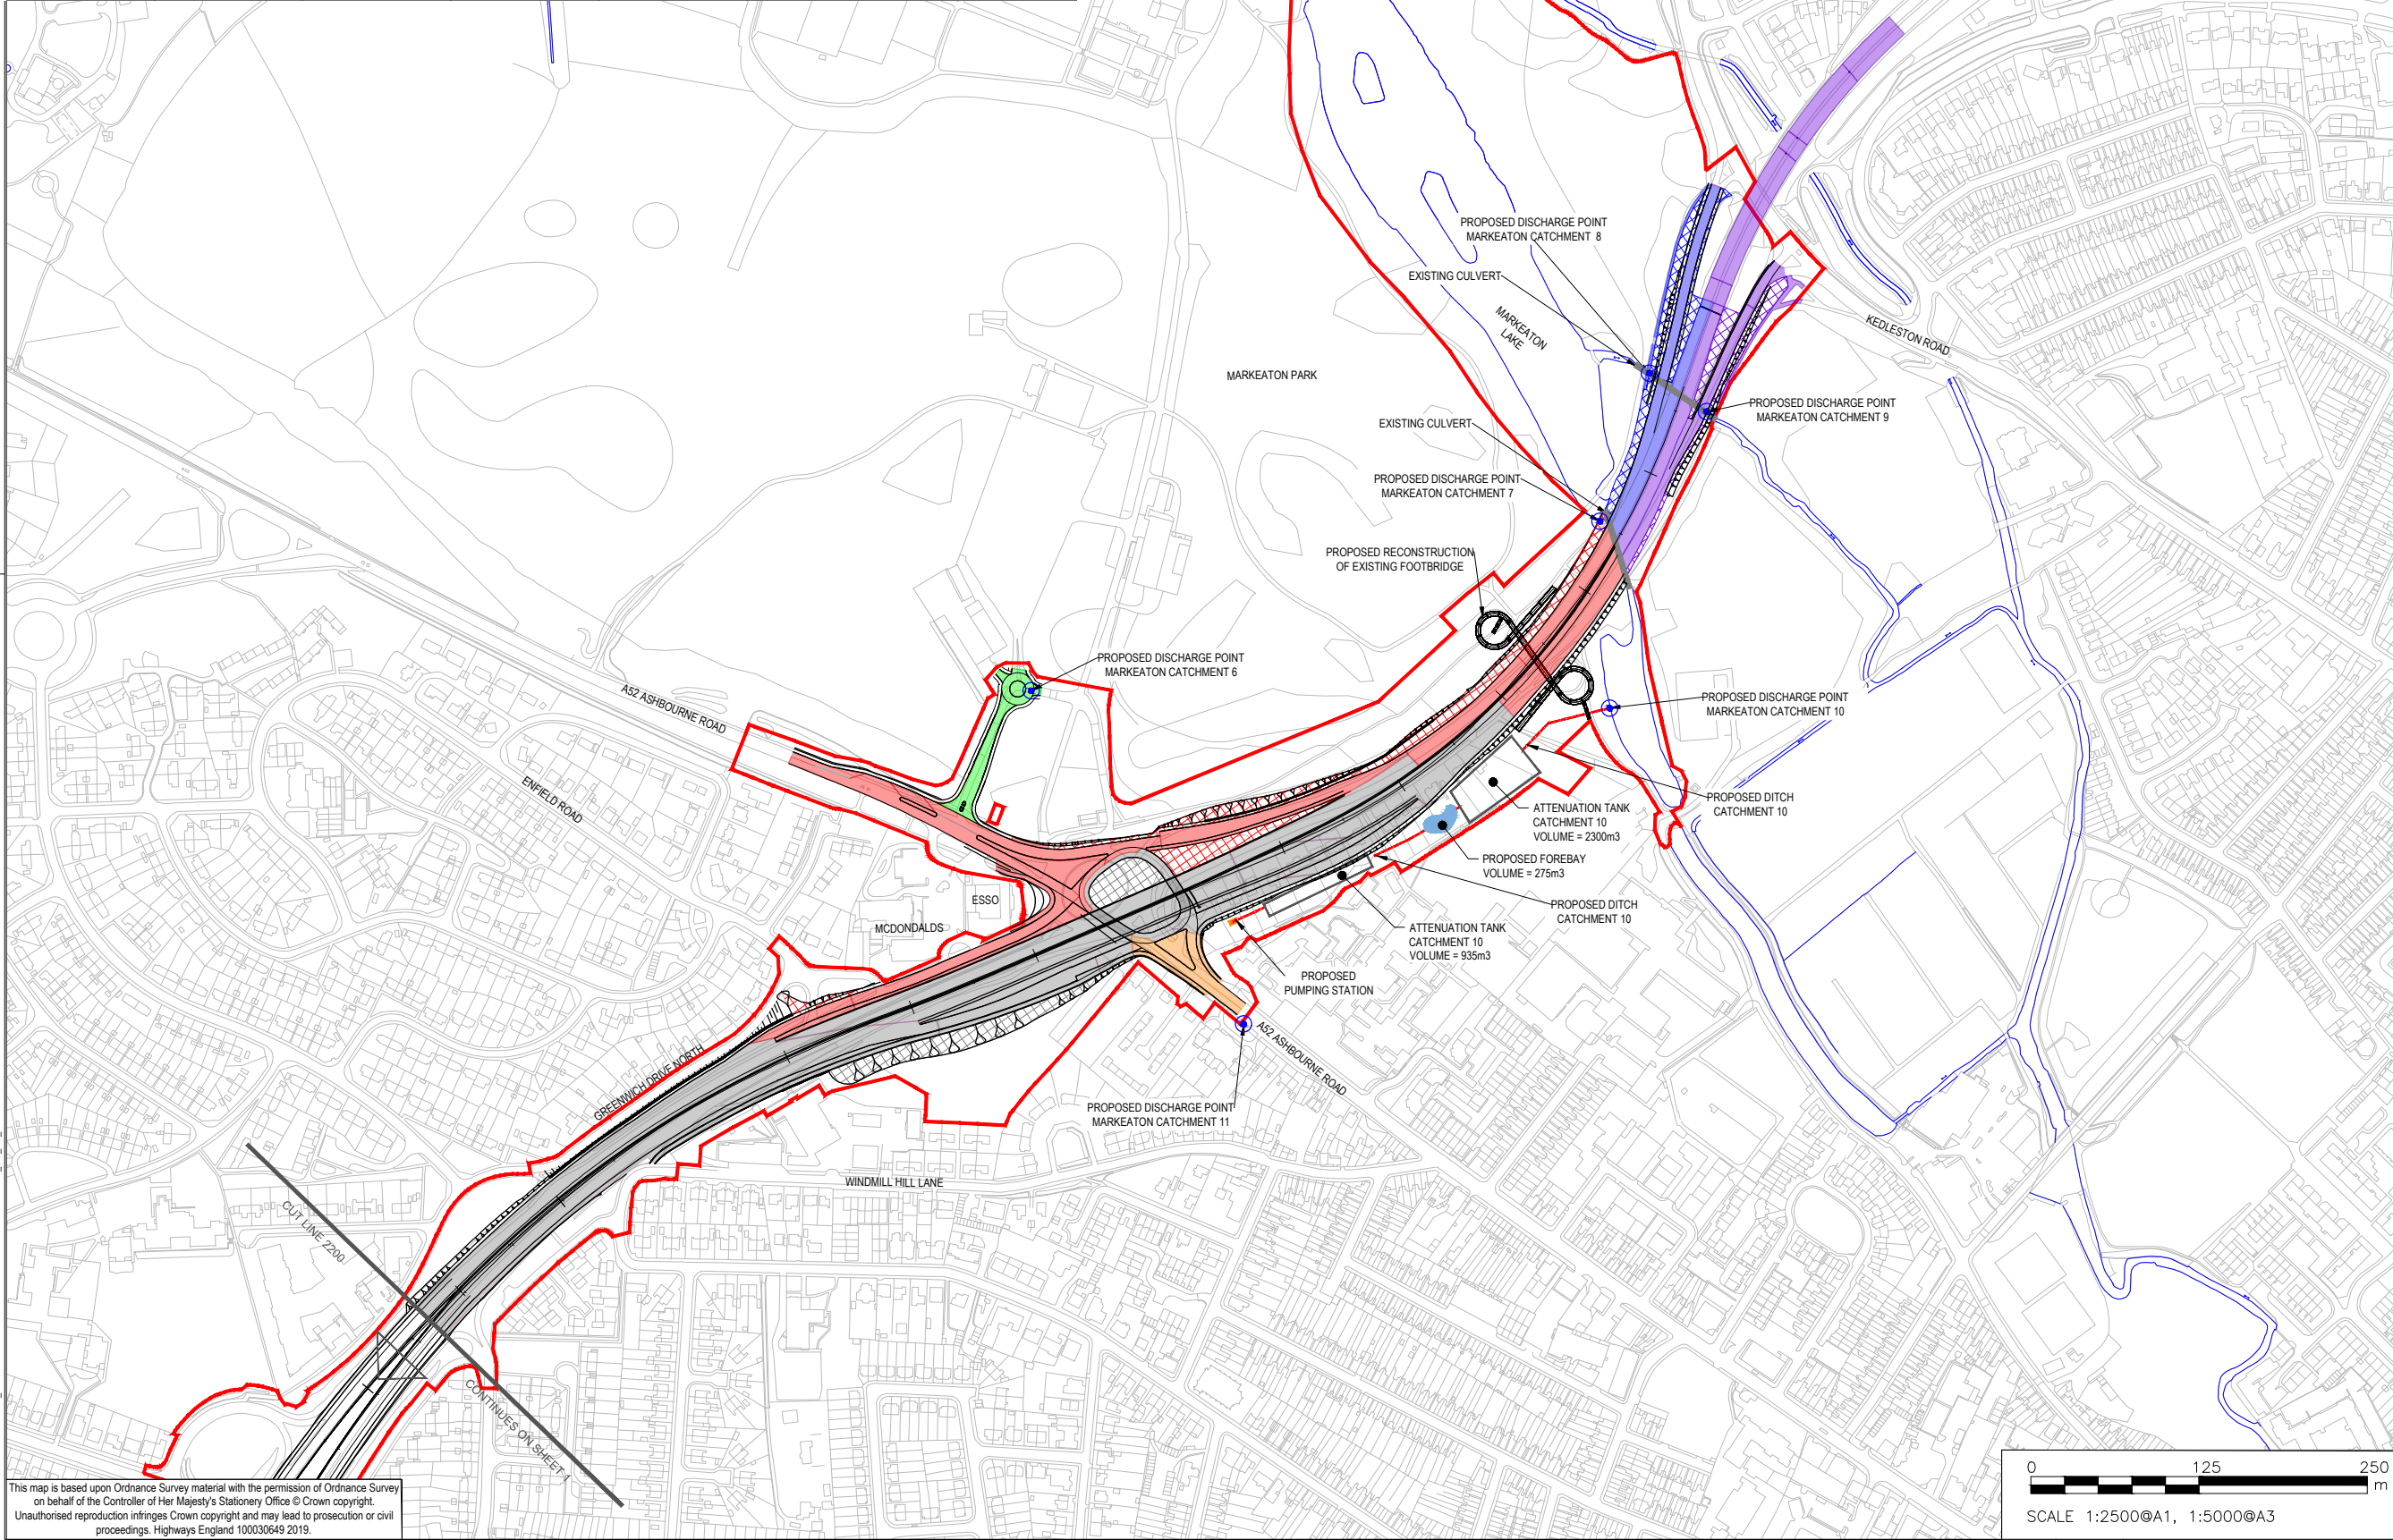 PROPOSED DISCHARGE POINT
MARKEATON CATCHMENT 8
EXISTING CULVERT
MARKEATON
LAKE
KEDLESTON ROAD
MARKEATON PARK
PROPOSED DISCHARGE POINT
MARKEATON CATCHMENT 9
EXISTING CULVERT
PROPOSED DISCHARGE POINT
MARKEATON CATCHMENT 7
PROPOSED RECONSTRUCTION
OF EXISTING FOOTBRIDGE
PROPOSED DISCHARGE POINT
MARKEATON CATCHMENT 6
A52 ASHBOURNE ROAD
PROPOSED DISCHARGE POINT
MARKEATON CATCHMENT 10
ENFIELD ROAD
PROPOSED DITCH
CATCHMENT 10
ATTENUATION TANK
CATCHMENT 10
VOLUME = 2300m3
PROPOSED FOREBAY
VOLUME = 275m3
ESSO
MCDONALDS
PROPOSED DITCH
CATCHMENT 10
ATTENUATION TANK
CATCHMENT 10
VOLUME = 935m3
PROPOSED
PUMPING STATION
A52 ASHBOURNE ROAD
GREENWICH DRIVE NORTH
PROPOSED DISCHARGE POINT
MARKEATON CATCHMENT 11
WINDMILL HILL LANE
CUT LINE 2200
CONTINUES ON SHEET 1
This map is based upon Ordnance Survey material with the permission of Ordnance Survey
on behalf of the Controller of Her Majesty's Stationery Office © Crown copyright.
Unauthorised reproduction infringes Crown copyright and may lead to prosecution or civil
proceedings. Highways England 100030649 2019.
0 125 250
m
SCALE 1:2500@A1, 1:5000@A3